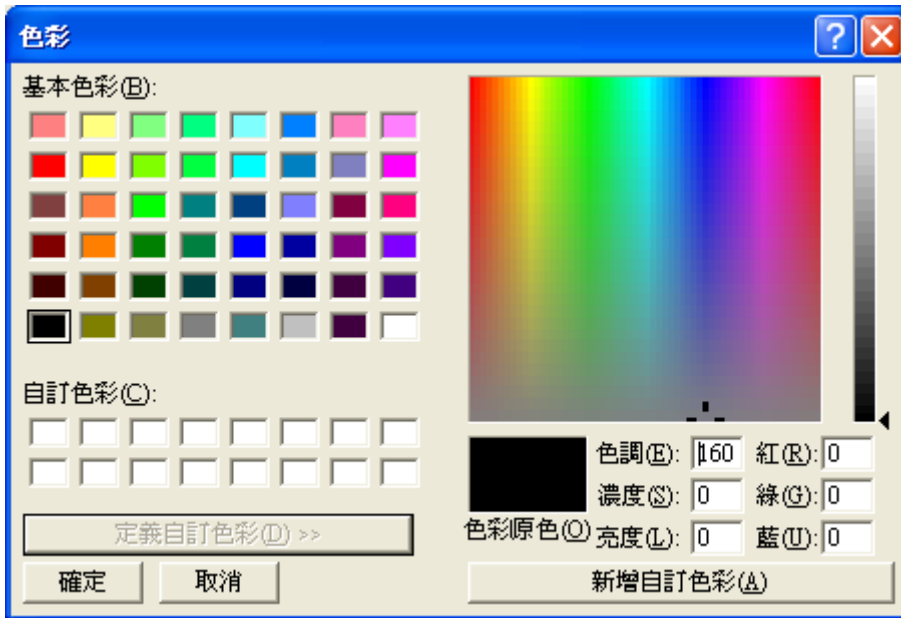 色彩
基本色彩(B):
自訂色彩(C):
定義自訂色彩(D) >>
確定 取消
色彩原色(O)
色調(E): 160 紅(R): 0
濃度(S): 0 綠(G): 0
亮度(L): 0 藍(U): 0
新增自訂色彩(A)